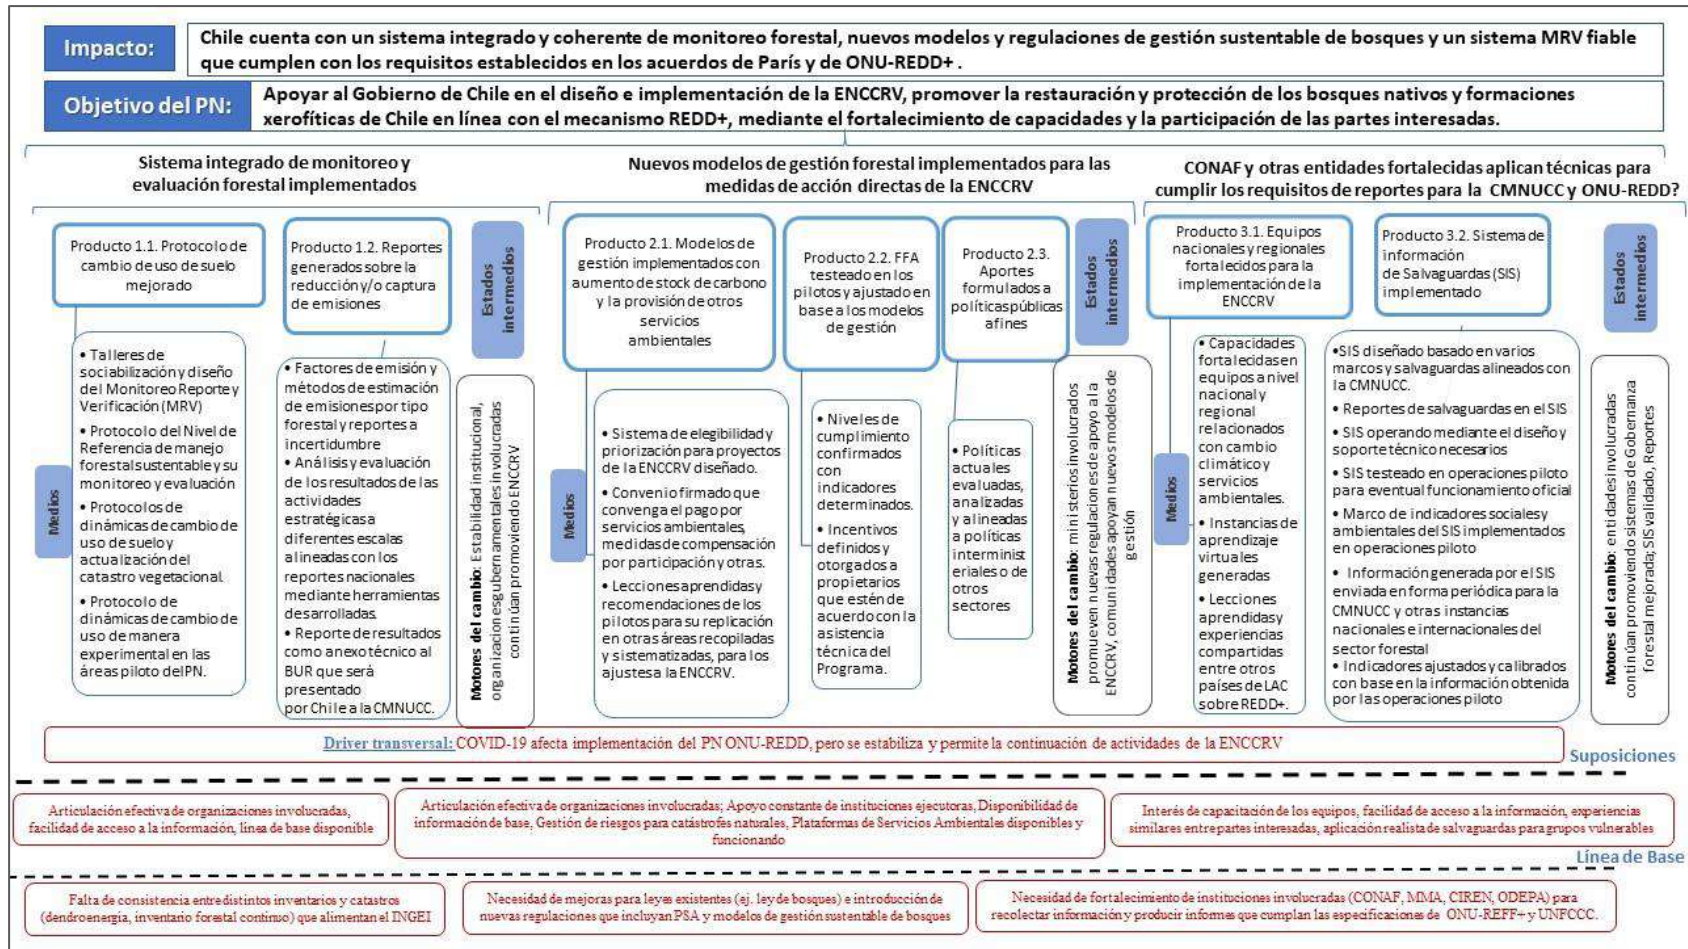 Impacto:
Chile cuenta con un sistema integrado y coherente de monitoreo forestal, nuevos modelos y regulaciones de gestión sustentable de bosques y un sistema MRV fiable
que cumplen con los requisitos establecidos en los acuerdos de París y de ONU-REDD+ .
Objetivo del PN:
Apoyar al Gobierno de Chile en el diseño e implementación de la ENCCRV, promover la restauración y protección de los bosques nativos y formaciones
xerofíticas de Chile en línea con el mecanismo REDD+, mediante el fortalecimiento de capacidades y la participación de las partes interesadas.
Sistema integrado de monitoreo y
evaluación forestal implementados
Nuevos modelos de gestión forestal implementados para las
medidas de acción directas de la ENCCRV
CONAF y otras entidades fortalecidas aplican técnicas para
cumplir los requisitos de reportes para la CMNUCC y ONU-REDD?
Producto 1.1. Protocolo de
cambio de uso de suelo
mejorado
Producto 1.2. Reportes
generados sobre la
reducción y/o captura
de emisiones
Estados
intermedios
Producto 2.1. Modelos de
gestión implementados con
aumento de stock de carbono
y la provisión de otros
servicios
ambientales
Producto 2.2. FFA
testeado en los
pilotos y ajustado en
base a los modelos
de gestión
Producto 2.3.
Aportes
formulados a
políticas públicas
afines
Estados
intermedios
Producto 3.1. Equipos
nacionales y regionales
fortalecidos para la
implementación de la
ENCCRV
Producto 3.2. Sistema de
información
de Salvaguardas (SIS)
implementado
Estados
intermedios
Medios
• Talleres de
sociabilización y diseño
del Monitoreo Reporte y
Verificación (MRV)
• Protocolo del Nivel de
Referencia de manejo
forestal sustentable y su
monitoreo y evaluación
• Protocolos de
dinámicas de cambio de
uso de suelo y
actualización del
catastro vegetacional.
• Protocolo de
dinámicas de cambio de
uso de manera
experimental en las
áreas piloto del PN.
• Factores de emisión y
métodos de estimación
de emisiones por tipo
forestal y reportes a
incertidumbre
• Análisis y evaluación
de los resultados de las
actividades
estratégicas a
diferentes escalas
alineadas con los
reportes nacionales
mediante herramientas
desarrolladas.
• Reporte de resultados
como anexo técnico al
BUR que será
presentado
por Chile a la CMNUCC.
Motores del cambio: Estabilidad institucional,
organizaciones gubernamentales involucradas
continúan promoviendo ENCCRV
Medios
• Sistema de elegibilidad y
priorización para proyectos
de la ENCCRV diseñado.
• Convenio firmado que
convenga el pago por
servicios ambientales,
medidas de compensación
por participación y otras.
• Lecciones aprendidas y
recomendaciones de los
pilotos para su replicación
en otras áreas recopiladas
y sistematizadas, para los
ajustes a la ENCCRV.
• Niveles de
cumplimiento
confirmados
con
indicadores
determinados.
• Incentivos
definidos y
otorgados a
propietarios
que estén de
acuerdo con la
asistencia
técnica del
Programa.
• Políticas
actuales
evaluadas,
analizadas
y alineadas
a políticas
interminist
eriales o de
otros
sectores
Motores del cambio: ministerios involucrados
promueven nuevas regulaciones de apoyo a la
ENCCRV, comunidades apoyan nuevos modelos de
gestión
Medios
• Capacidades
fortalecidas en
equipos a nivel
nacional y
regional
relacionados
con cambio
climático y
servicios
ambientales.
• Instancias de
aprendizaje
virtuales
generadas
• Lecciones
aprendidas y
experiencias
compartidas
entre otros
países de LAC
sobre REDD+.
•SIS diseñado basado en varios
marcos y salvaguardas alineados con
la CMNUCC.
• Reportes de salvaguardas en el SIS
• SIS operando mediante el diseño y
soporte técnico necesarios
• SIS testeado en operaciones piloto
para eventual funcionamiento oficial
• Marco de indicadores sociales y
ambientales del SIS implementados
en operaciones piloto
• Información generada por el SIS
enviada en forma periódica para la
CMNUCC y otras instancias
nacionales e internacionales del
sector forestal
• Indicadores ajustados y calibrados
con base en la información obtenida
por las operaciones piloto
Motores del cambio: entidades involucradas
continúan promoviendo sistemas de Gobernanza
forestal mejorada; SIS validado, Reportes
Driver transversal: COVID-19 afecta implementación del PN ONU-REDD, pero se estabiliza y permite la continuación de actividades de la ENCCRV
Suposiciones
Articulación efectiva de organizaciones involucradas,
facilidad de acceso a la información, línea de base disponible
Articulación efectiva de organizaciones involucradas; Apoyo constante de instituciones ejecutoras, Disponibilidad de
información de base, Gestión de riesgos para catástrofes naturales, Plataformas de Servicios Ambientales disponibles y
funcionando
Interés de capacitación de los equipos, facilidad de acceso a la información, experiencias
similares entre partes interesadas, aplicación realista de salvaguardas para grupos vulnerables
Línea de Base
Falta de consistencia entre distintos inventarios y catastros
(dendroenergía, inventario forestal continuo) que alimentan el INGEI
Necesidad de mejoras para leyes existentes (ej. ley de bosques) e introducción de
nuevas regulaciones que incluyan PSA y modelos de gestión sustentable de bosques
Necesidad de fortalecimiento de instituciones involucradas (CONAF, MMA, CIREN, ODEPA) para
recolectar información y producir informes que cumplan las especificaciones de ONU-REFF+ y UNFCCC.